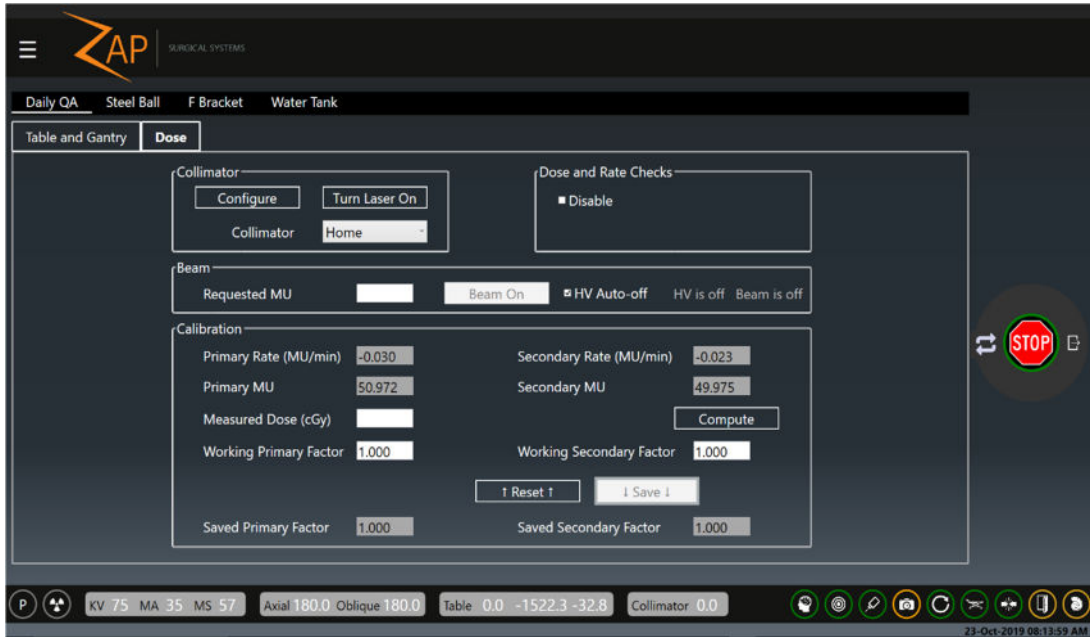 ZAP SURGICAL SYSTEMS
Daily QA Steel Ball F Bracket Water Tank
Table and Gantry Dose
Collimator
Configure Turn Laser On
Collimator Home
Dose and Rate Checks
Disable
Beam
Requested MU Beam On HV Auto-off HV is off Beam is off
Calibration
Primary Rate (MU/min) -0.030 Secondary Rate (MU/min) -0.023
Primary MU 50.972 Secondary MU 49.975
Measured Dose (cGy) Compute
Working Primary Factor 1.000 Working Secondary Factor 1.000
↑ Reset ↑ ↓ Save ↓
Saved Primary Factor 1.000 Saved Secondary Factor 1.000
STOP
P KV 75 MA 35 MS 57 Axial 180.0 Oblique 180.0 Table 0.0 -1522.3 -32.8 Collimator 0.0
23-Oct-2019 08:13:59 AM